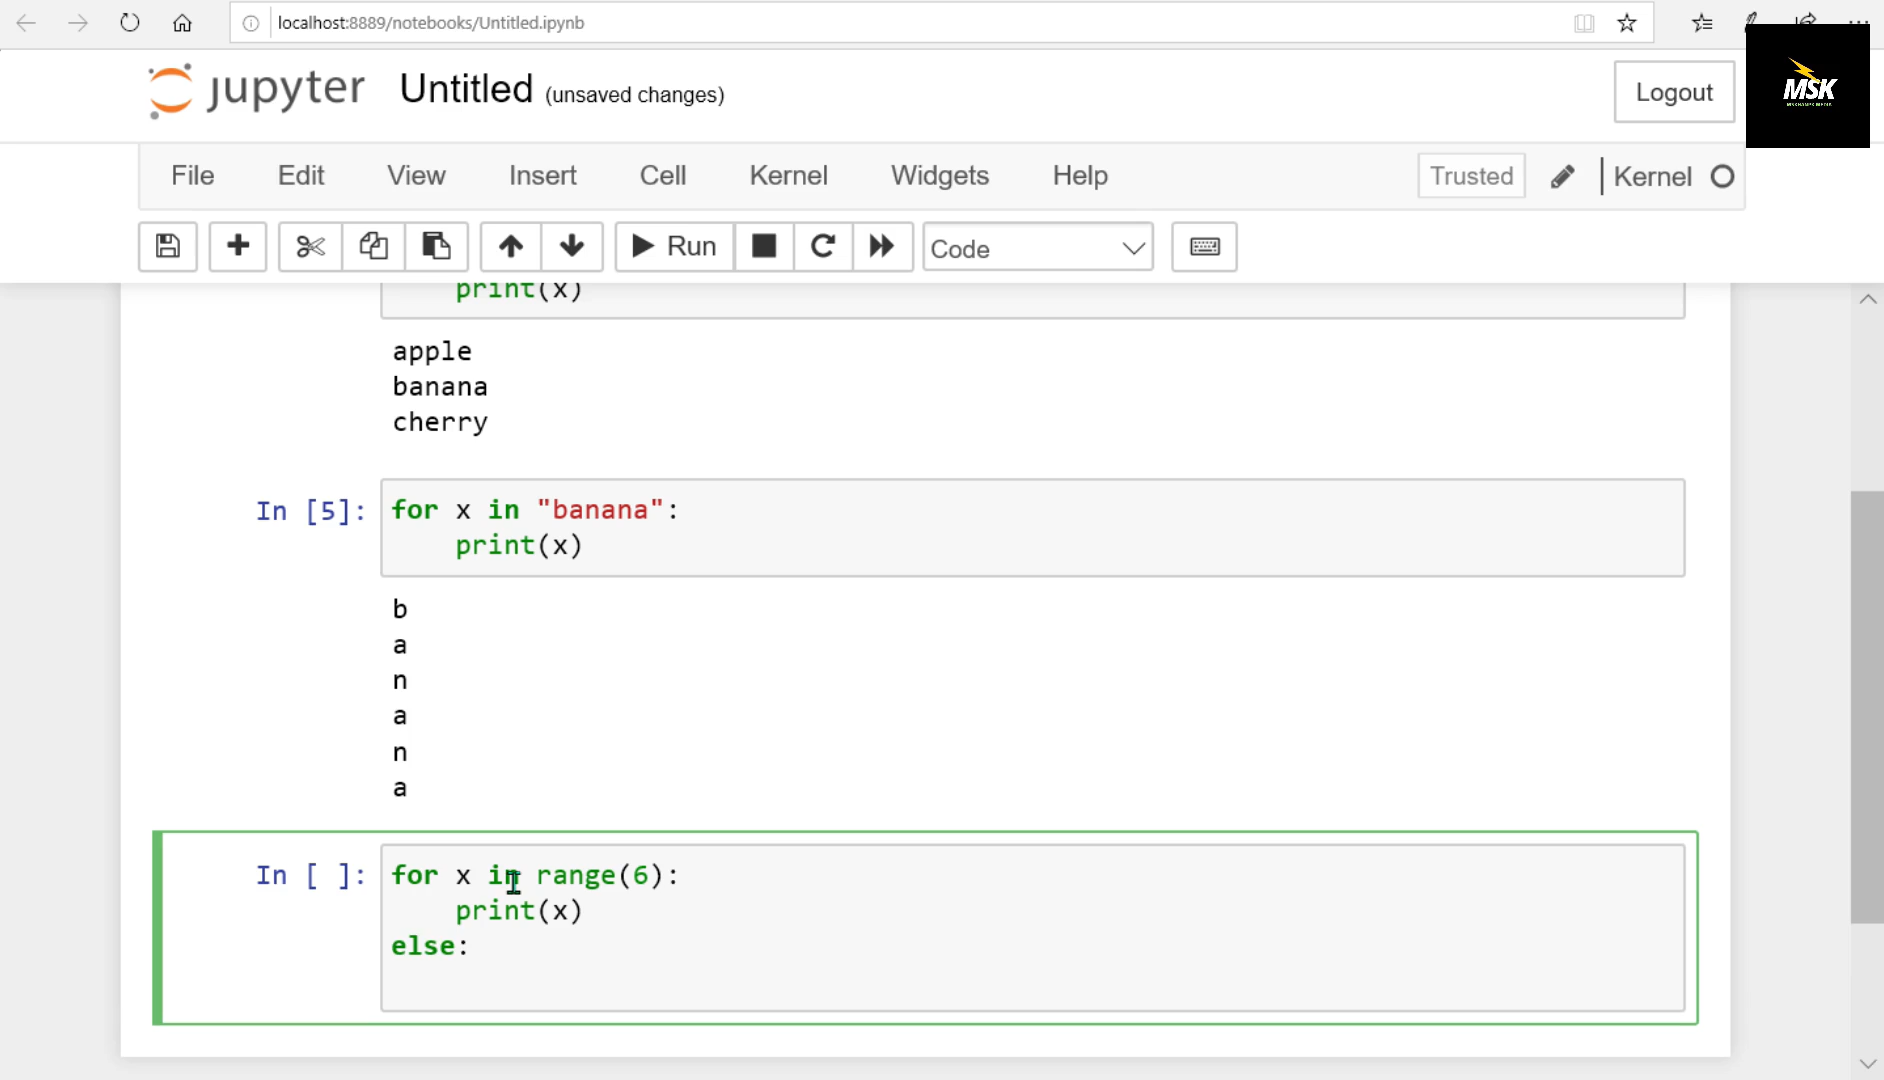 localhost:8889/notebooks/Untitled.ipynb
jupyter Untitled (unsaved changes)
Logout
MSK
File Edit View Insert Cell Kernel Widgets Help Trusted Kernel
Run Code
print(x)
apple
banana
cherry
In [5]: for x in "banana":
print(x)
b
a
n
a
n
a
In [ ]: for x in range(6):
print(x)
else: